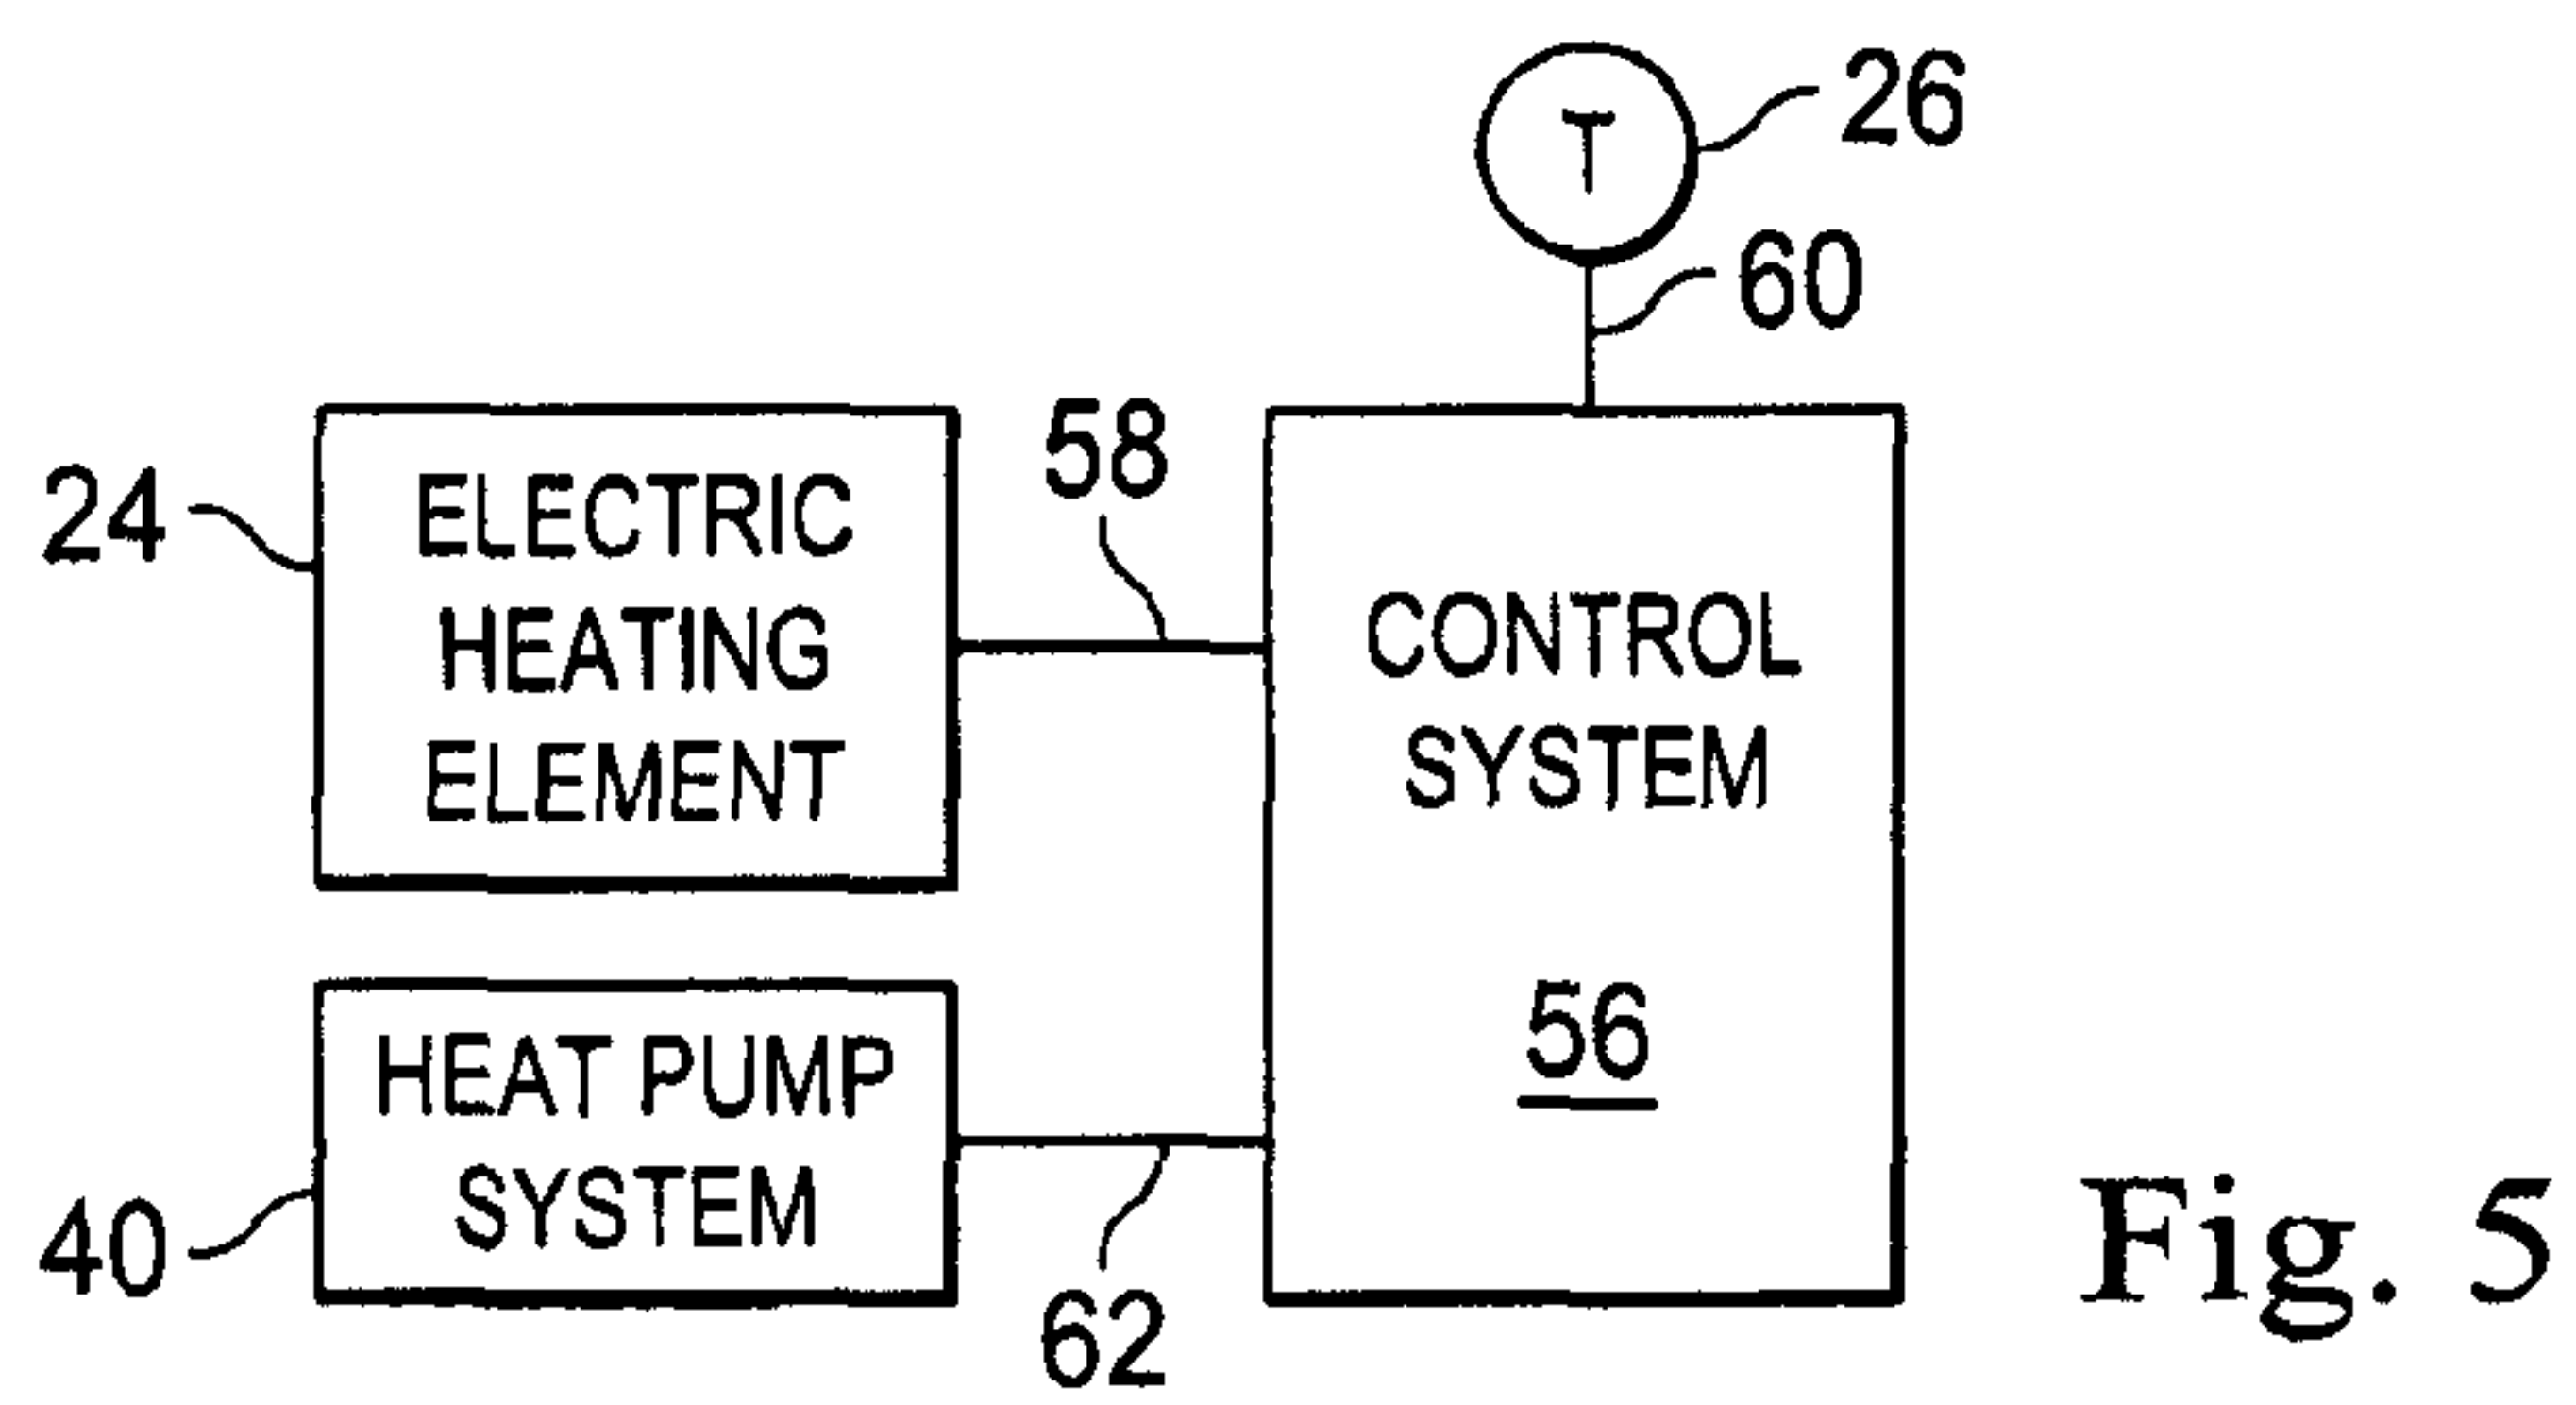 T
26
60
58
24
ELECTRIC
HEATING
ELEMENT
CONTROL
SYSTEM
56
HEAT PUMP
SYSTEM
40
62
Fig. 5